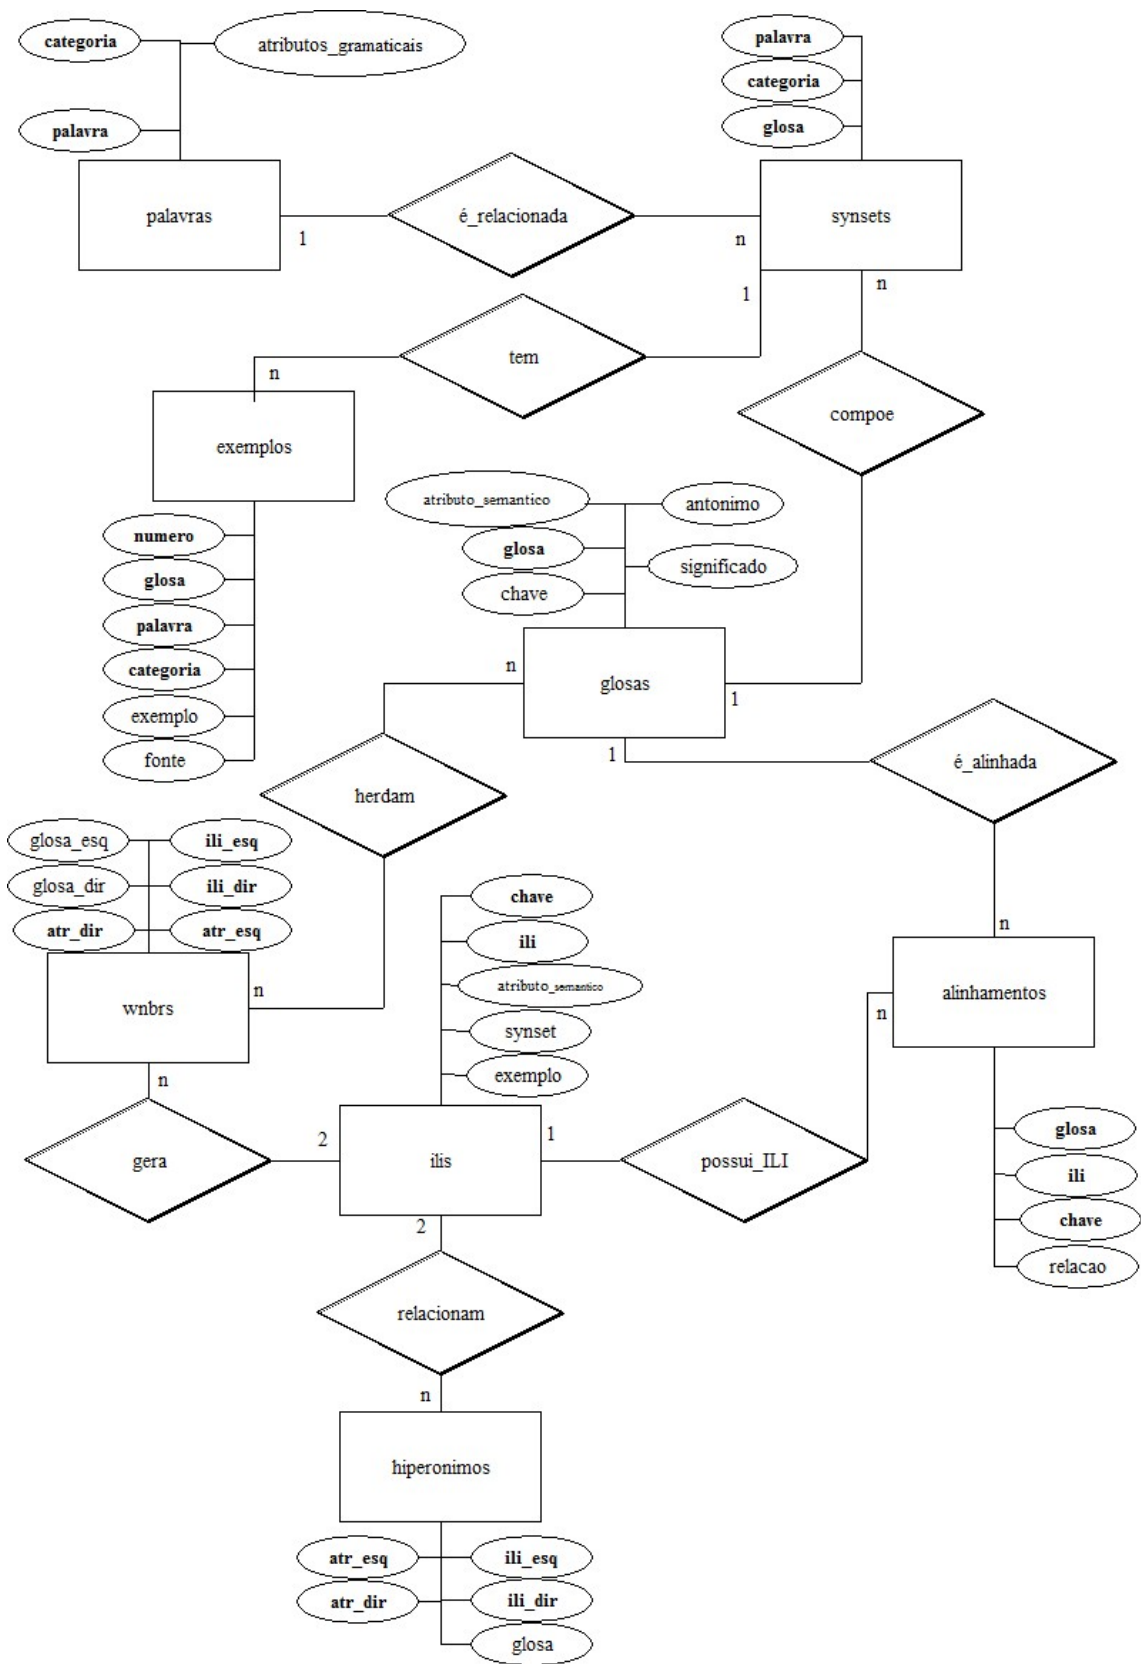 categoria
atributos_gramaticais
palavra
palavras
palavra
categoria
glosa
synsets
é_relacionada
1
n
1
n
tem
n
exemplos
compoe
numero
glosa
palavra
categoria
exemplo
fonte
atributo_semantico
antonimo
glosa
significado
chave
n
glosas
1
1
é_alinhada
herdam
glosa_esq
ili_esq
glosa_dir
ili_dir
atr_dir
atr_esq
n
wnbrs
n
chave
ili
atributo_semantico
synset
exemplo
n
alinhamentos
n
gera
2
ilis
1
possui_ILI
2
glosa
ili
chave
relacao
relacionam
n
hiperonimos
atr_esq
ili_esq
atr_dir
ili_dir
glosa